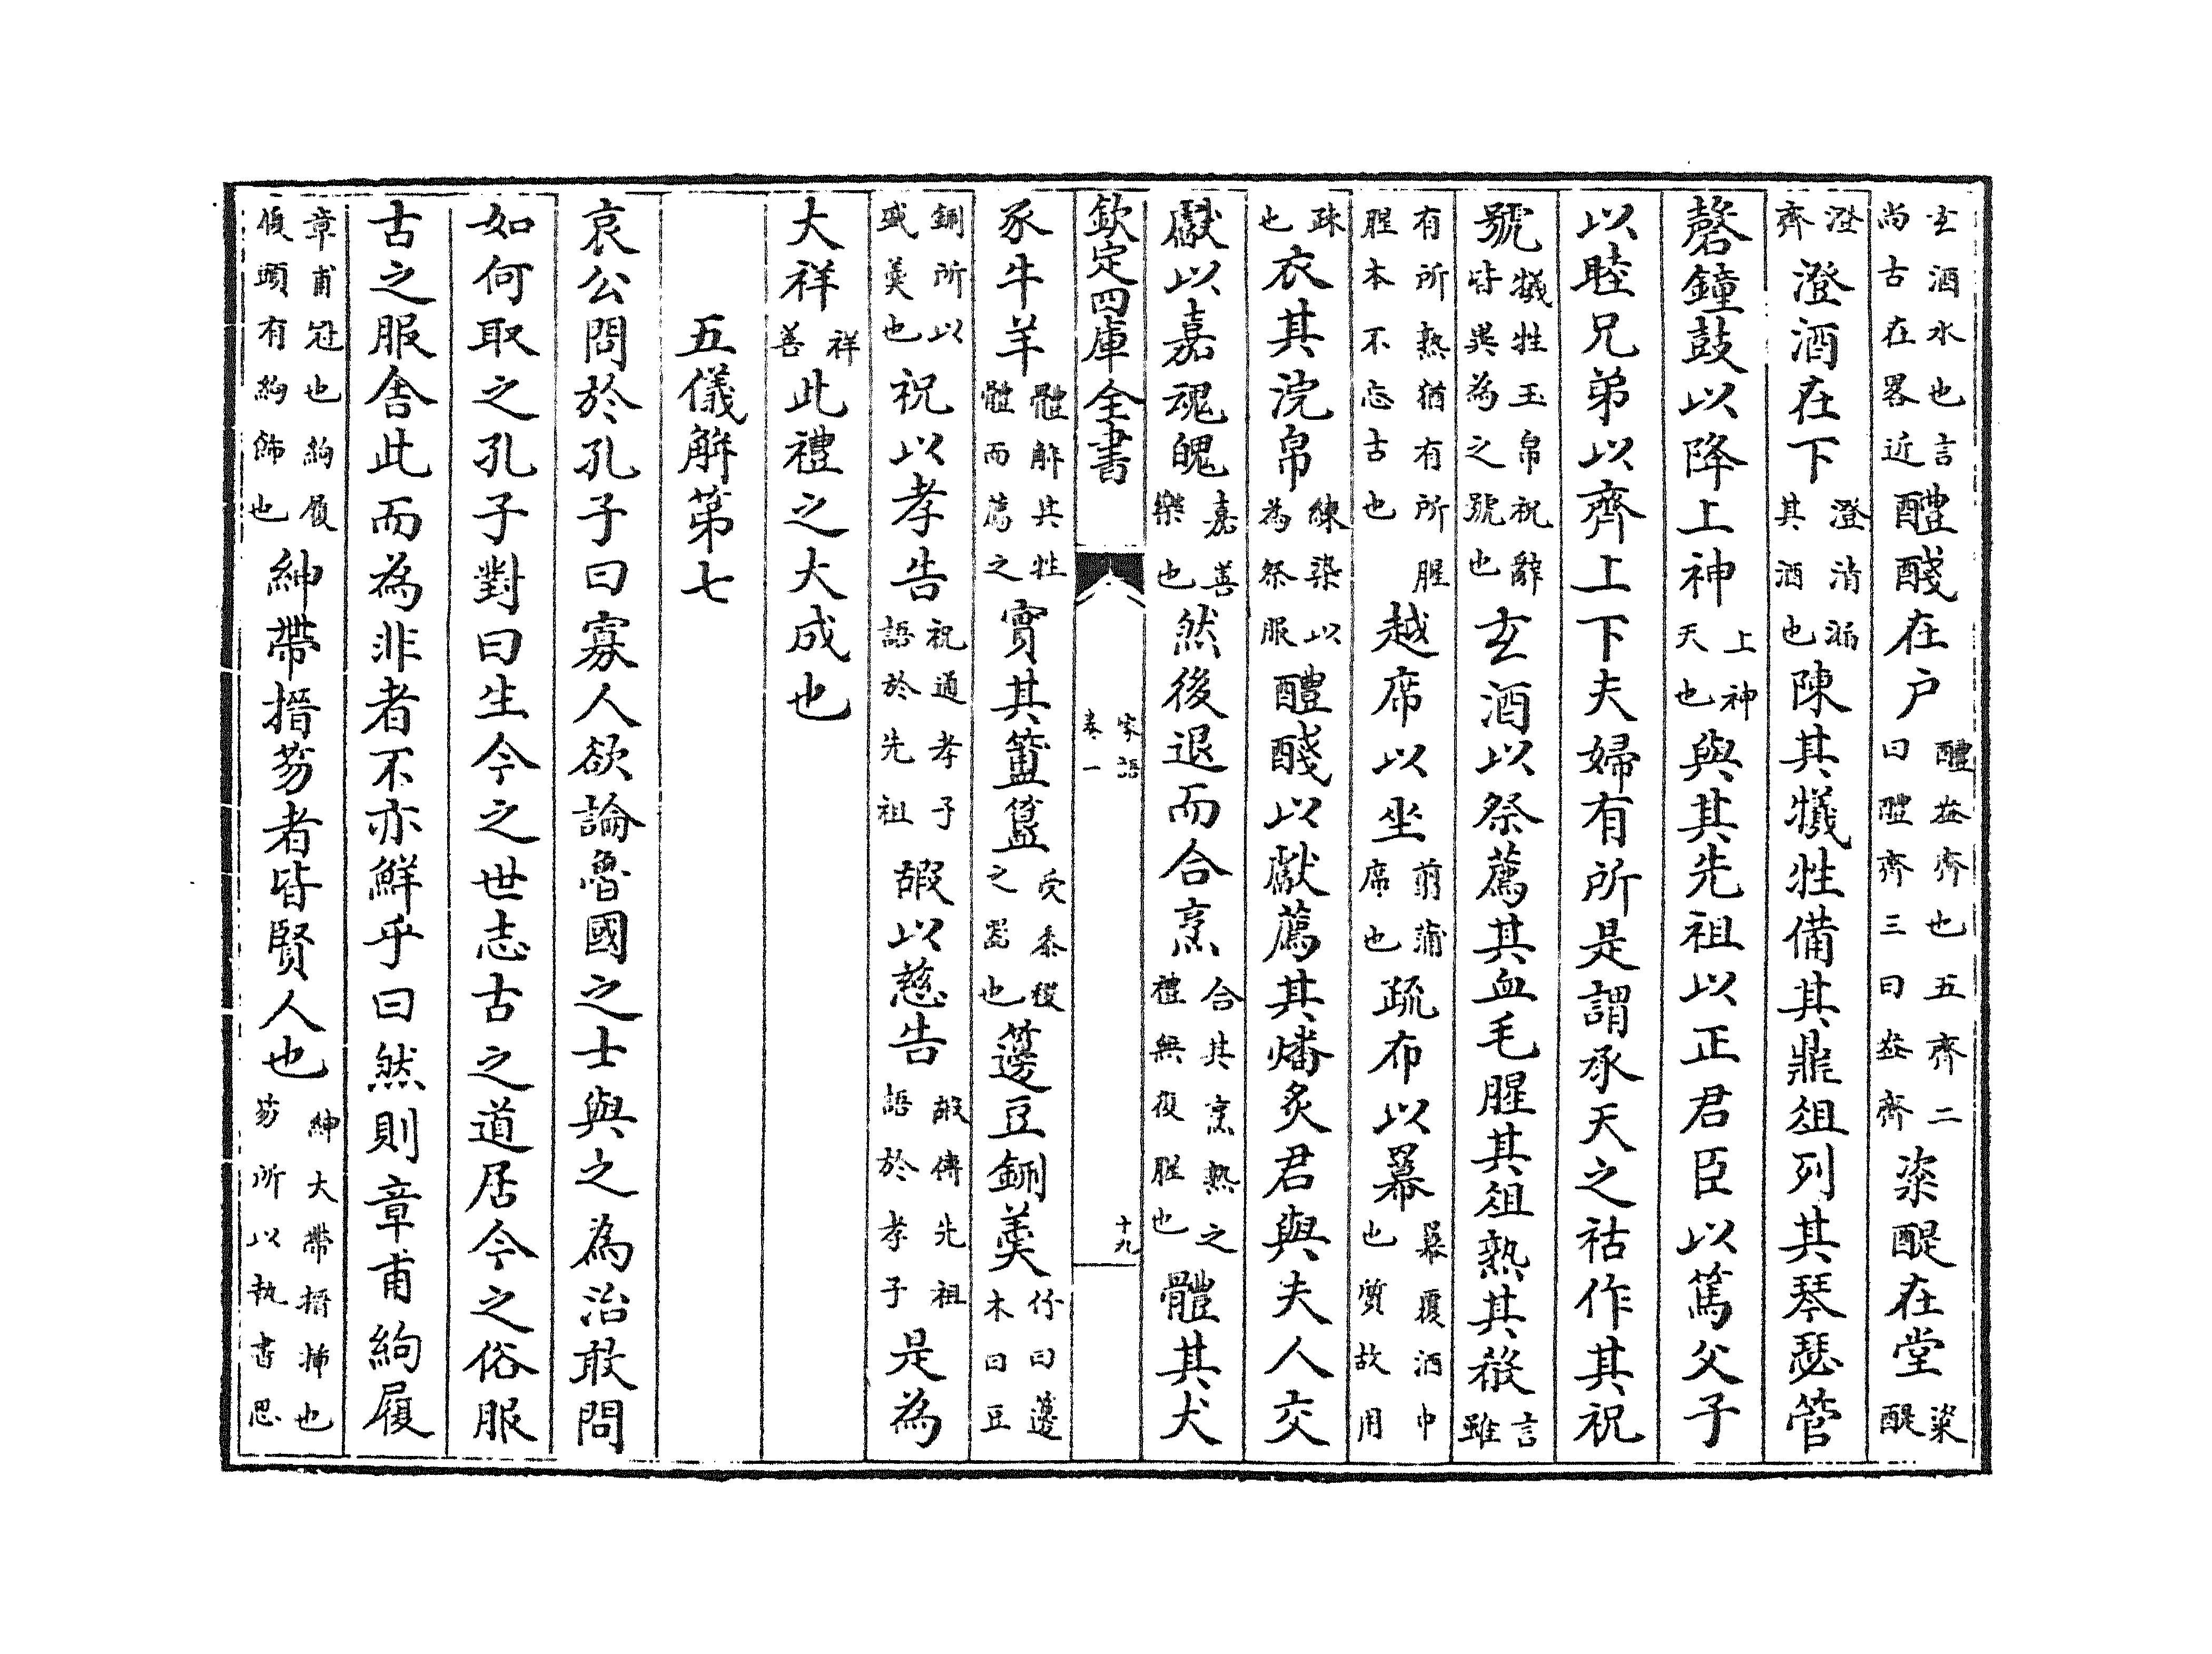 玄酒水也言尚古在畧近醴醆在户醴盎齊也五齊二曰醴齊三曰盎齊粢醍在堂粢醍
澄齊澄酒在下澄清漏其酒也陳其犧牲備其鼎俎列其琴瑟管
磬鐘鼓以降上神上神天也與其先祖以正君臣以篤父子
以睦兄弟以齊上下夫婦有所是謂承天之祜作其祝
號犧牲玉帛祝辭皆異為之號也玄酒以祭薦其血毛腥其俎熟其殽言雖
有所熟猶有所腥腥本不忘古也越席以坐翦蒲席也疏布以冪冪覆酒巾也質故用
疎也衣其浣帛練染以為祭服醴醆以獻薦其燔炙君與夫人交
獻以嘉魂魄嘉善樂也然後退而合烹合其烹熟之禮無復腥也體其犬
欽定四庫全書
家語
卷一
十九
豕牛羊體解其牲體而薦之實其簠簋受黍稷之器也籩豆鉶羹竹曰籩木曰豆
鉶所以盛羹也祝以孝告祝通孝子語於先祖嘏以慈告嘏傳先祖語於孝子是為
大祥祥善此禮之大成也
五儀解第七
哀公問於孔子曰寡人欲論魯國之士與之為治敢問
如何取之孔子對曰生今之世志古之道居今之俗服
古之服舍此而為非者不亦鮮乎曰然則章甫絇履
章甫冠也絇履履頭有絇飾也紳帶搢笏者皆賢人也紳大帶搢揷也笏所以執書思